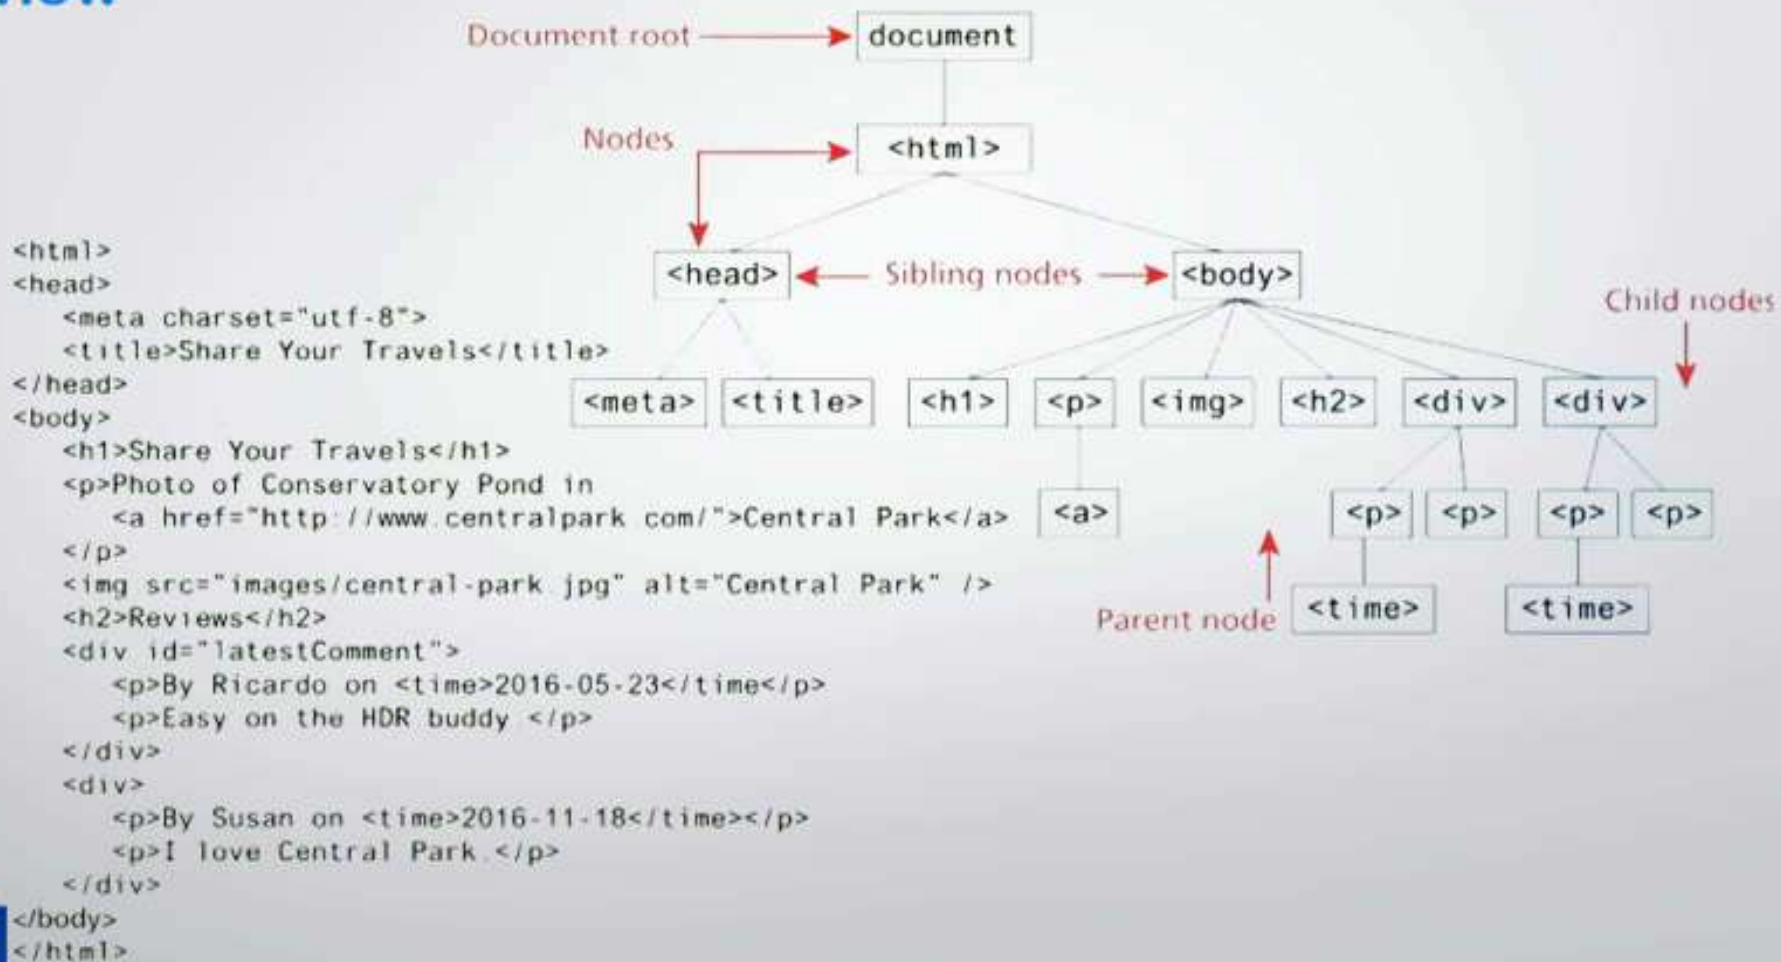 Document root
document
Nodes
<html>
<head>
Sibling nodes
<body>
Child nodes
<meta>
<title>
<h1>
<p>
<img>
<h2>
<div>
<div>
<a>
<p>
<p>
<p>
<p>
Parent node
<time>
<time>
<html>
<head>
<meta charset="utf-8">
<title>Share Your Travels</title>
</head>
<body>
<h1>Share Your Travels</h1>
<p>Photo of Conservatory Pond in
<a href="http://www.centralpark.com/">Central Park</a>
</p>
<img src="images/central-park.jpg" alt="Central Park" />
<h2>Reviews</h2>
<div id="latestComment">
<p>By Ricardo on <time>2016-05-23</time</p>
<p>Easy on the HDR buddy </p>
</div>
<div>
<p>By Susan on <time>2016-11-18</time></p>
<p>I love Central Park.</p>
</div>
</body>
</html>